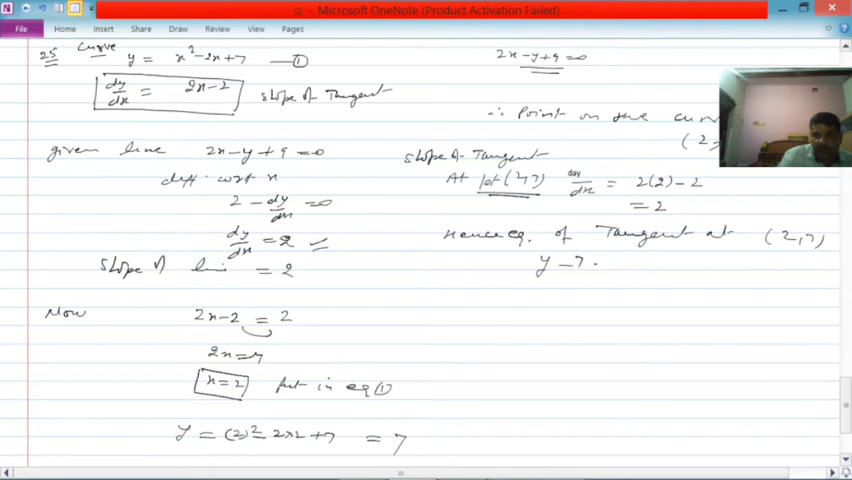 Microsoft OneNote (Product Activation Failed)
File Home Insert Share Draw Review View Pages
25 Curve y = x² - 2x + 7 — ①
dy/dx = 2x - 2 slope of Tangent
given line 2x - y + 9 = 0
diff. w.r.t x
2 - dy/dx = 0
dy/dx = 2 ✓
slope of line = 2
Now 2x - 2 = 2
2x = 4
x = 2 put in eq ①
y = (2)² - 2×2 + 7 = 7
2x - y + 9 = 0
∴ Point on the curv
(2,
slope of Tangent
At pt (2,7) dy/dx = 2(2) - 2
= 2
Hence eq. of Tangent at (2,7)
y - 7 .